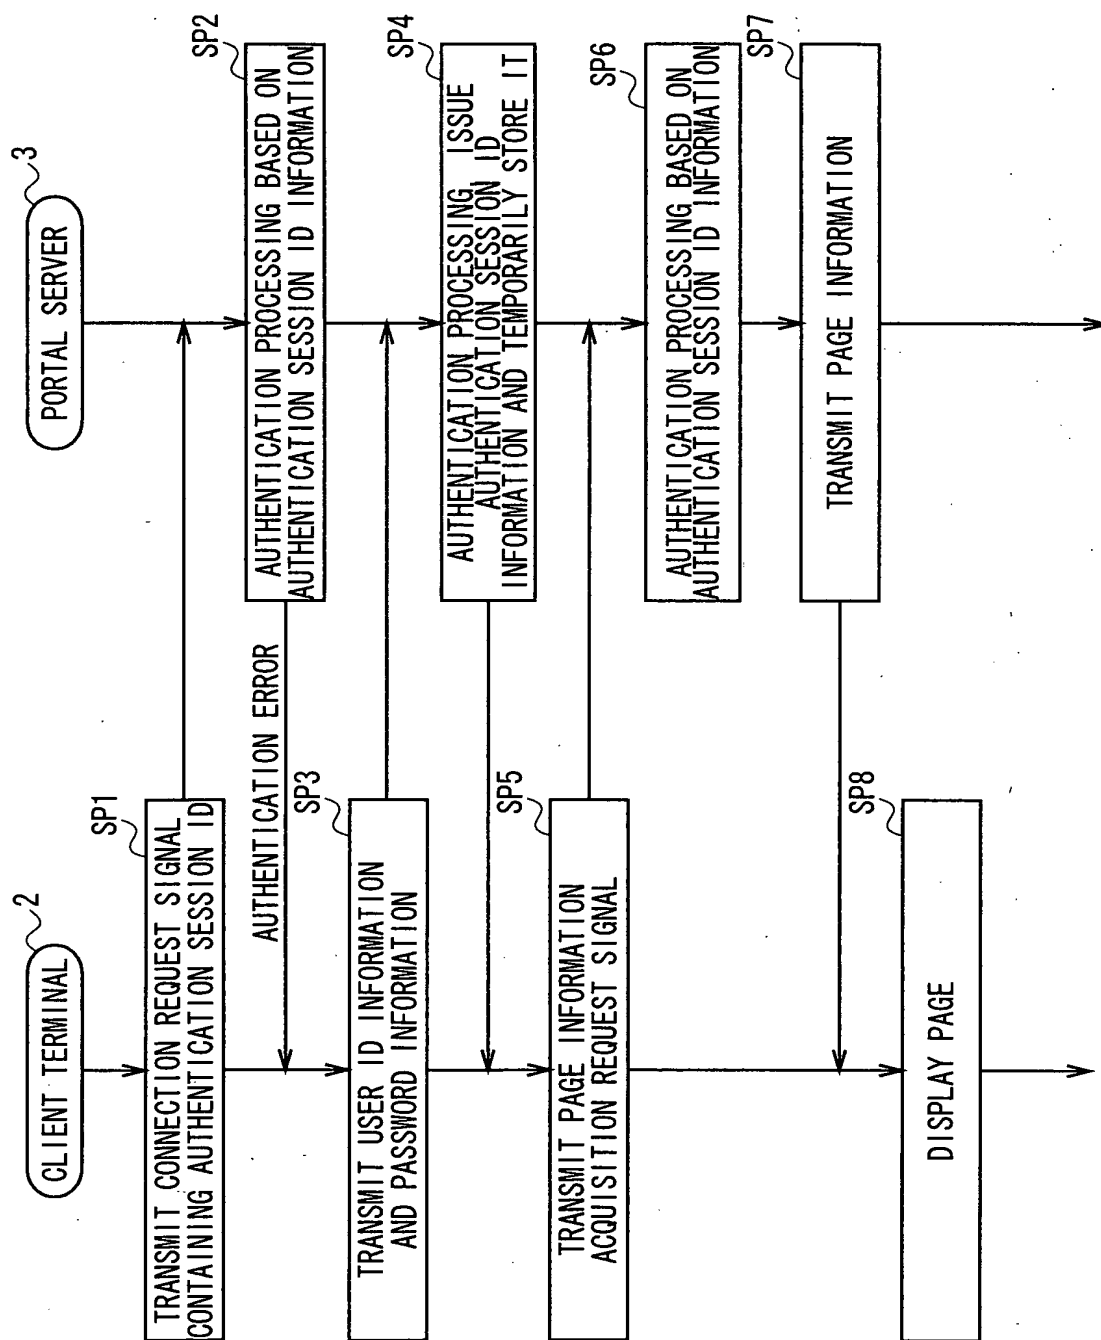 CLIENT TERMINAL
2
PORTAL SERVER
3
SP1
TRANSMIT CONNECTION REQUEST SIGNAL
CONTAINING AUTHENTICATION SESSION ID
SP2
AUTHENTICATION PROCESSING BASED ON
AUTHENTICATION SESSION ID INFORMATION
AUTHENTICATION ERROR
SP3
TRANSMIT USER ID INFORMATION
AND PASSWORD INFORMATION
SP4
AUTHENTICATION PROCESSING, ISSUE
AUTHENTICATION SESSION ID
INFORMATION AND TEMPORARILY STORE IT
SP5
TRANSMIT PAGE INFORMATION
ACQUISITION REQUEST SIGNAL
SP6
AUTHENTICATION PROCESSING BASED ON
AUTHENTICATION SESSION ID INFORMATION
SP7
TRANSMIT PAGE INFORMATION
SP8
DISPLAY PAGE